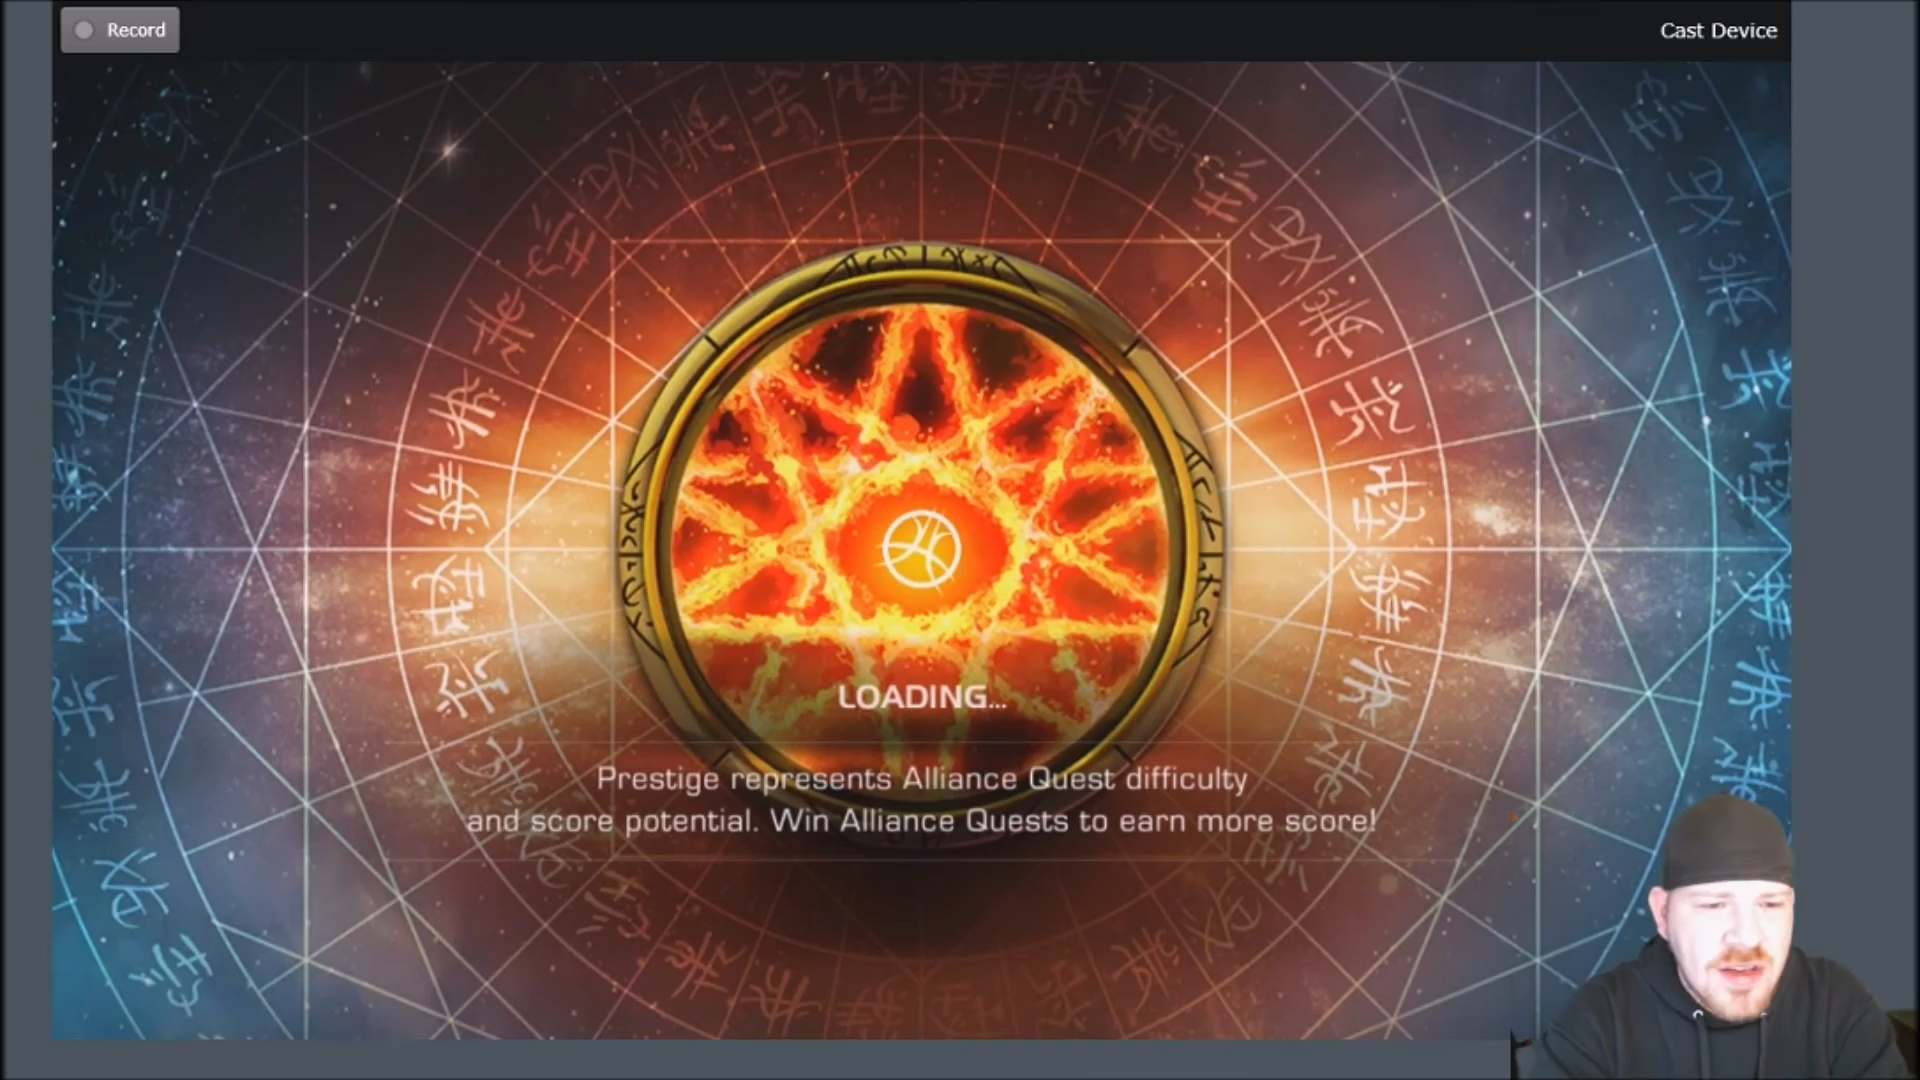 Record
Cast Device
LOADING...
Prestige represents Alliance Quest difficulty
and score potential. Win Alliance Quests to earn more score!